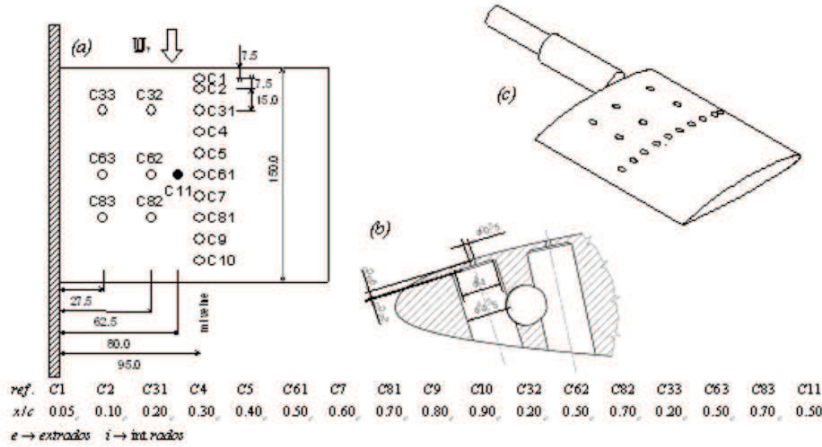 (a)
7.5
C1
C2
7.5
15.0
C33
C32
C31
C4
C5
C63
C62
C61
C11
C7
C83
C82
C81
C9
C10
150.0
27.5
62.5
80.0
95.0
(b)
(c)
ref. C1 C2 C31 C4 C5 C61 C7 C81 C9 C10 C32 C62 C82 C33 C63 C83 C11
x/c 0.05 0.10 0.20 0.30 0.40 0.50 0.60 0.70 0.80 0.90 0.20 0.50 0.70 0.20 0.50 0.70 0.50
e → extrados i → intrados